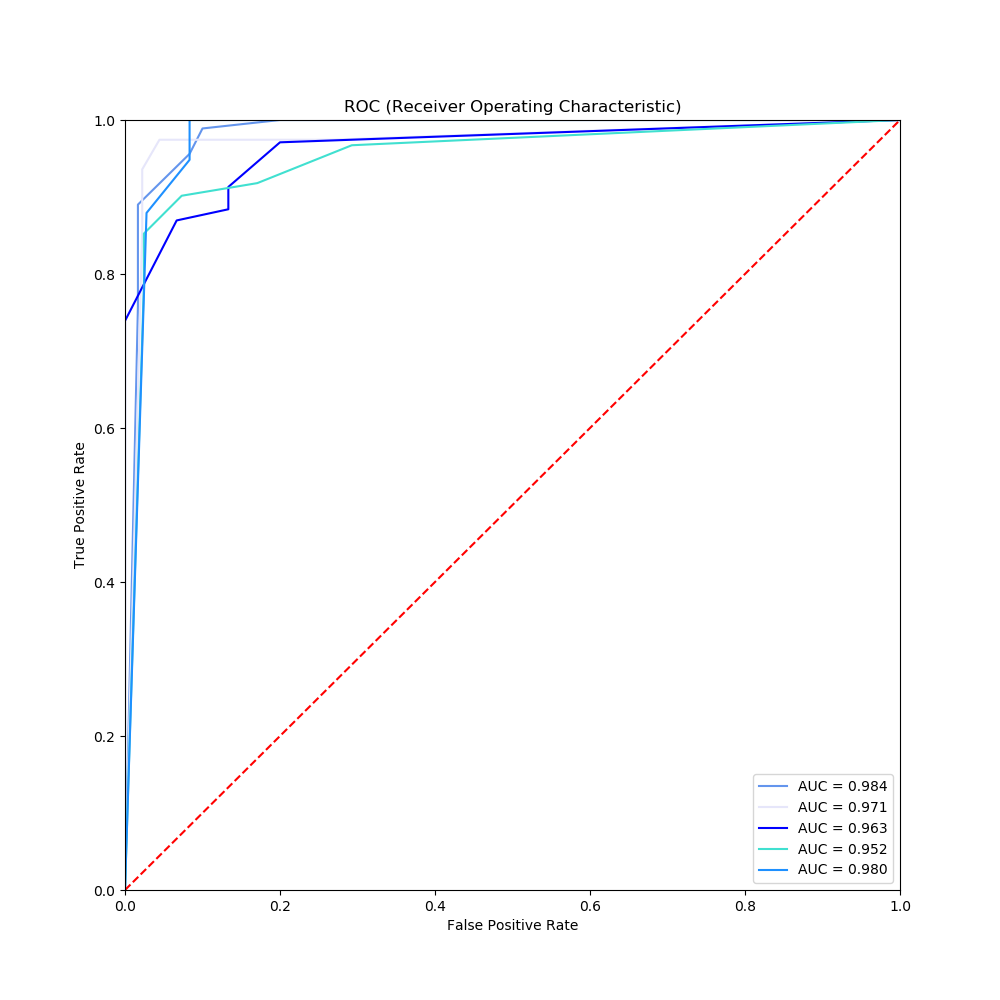 ROC (Receiver Operating Characteristic)
1.0
0.8
0.6
0.4
0.2
0.0
True Positive Rate
0.0 0.2 0.4 0.6 0.8 1.0
False Positive Rate
AUC = 0.984
AUC = 0.971
AUC = 0.963
AUC = 0.952
AUC = 0.980